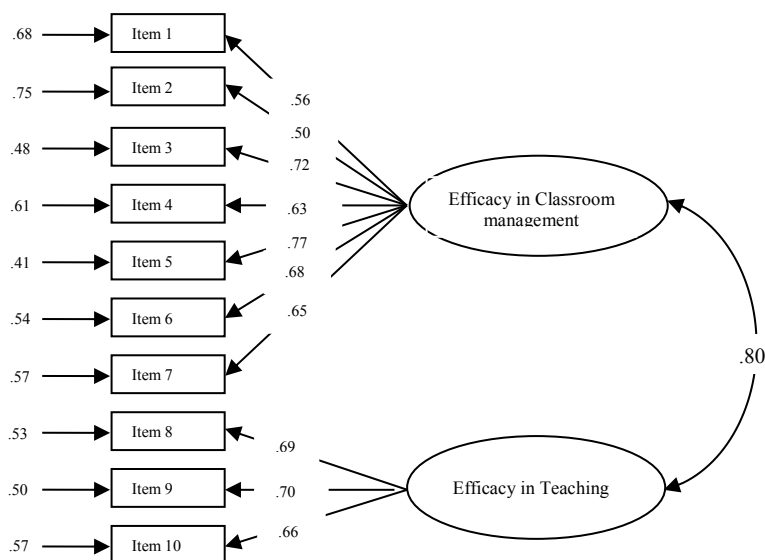 .68 Item 1
.56
.75 Item 2
.50
.48 Item 3
.72
.61 Item 4
.63
.41 Item 5
.77
.54 Item 6
.68
.57 Item 7
.65
Efficacy in Classroom
management
.80
.53 Item 8
.69
.50 Item 9
.70
.57 Item 10
.66
Efficacy in Teaching